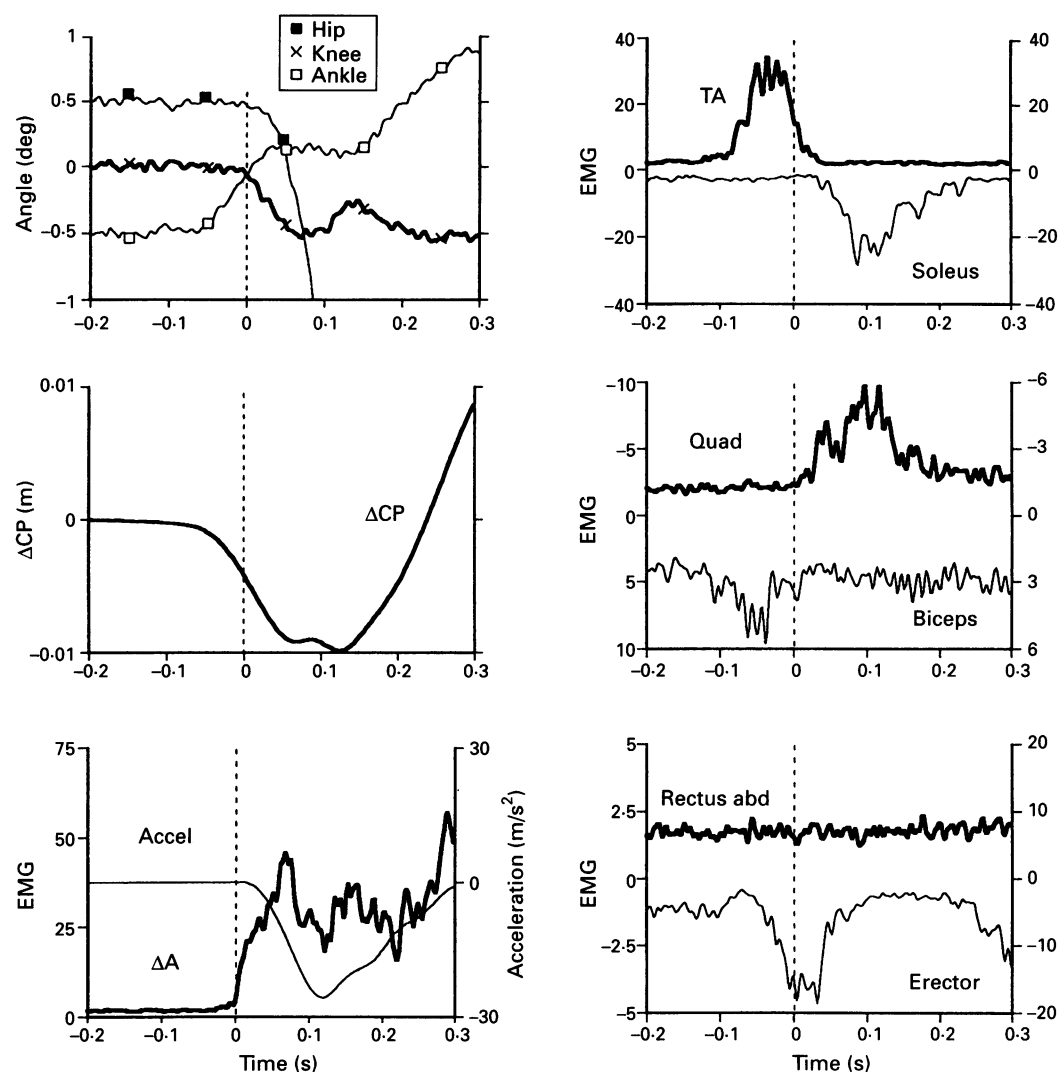 Hip
Knee
Ankle
1
0·5
0
−0·5
−1
Angle (deg)
−0·2 −0·1 0 0·1 0·2 0·3
40
20
0
−20
−40
EMG
TA
Soleus
40
20
0
−20
−40
−0·2 −0·1 0 0·1 0·2 0·3
0·01
0
−0·01
ΔCP (m)
ΔCP
−0·2 −0·1 0 0·1 0·2 0·3
-10
−5
0
5
10
EMG
Quad
Biceps
−6
−3
0
3
6
−0·2 −0·1 0 0·1 0·2 0·3
75
50
25
0
EMG
Accel
ΔA
30
0
−30
Acceleration (m/s²)
−0·2 −0·1 0 0·1 0·2 0·3
Time (s)
5
2·5
0
−2·5
−5
EMG
Rectus abd
Erector
20
10
0
−10
−20
−0·2 −0·1 0 0·1 0·2 0·3
Time (s)